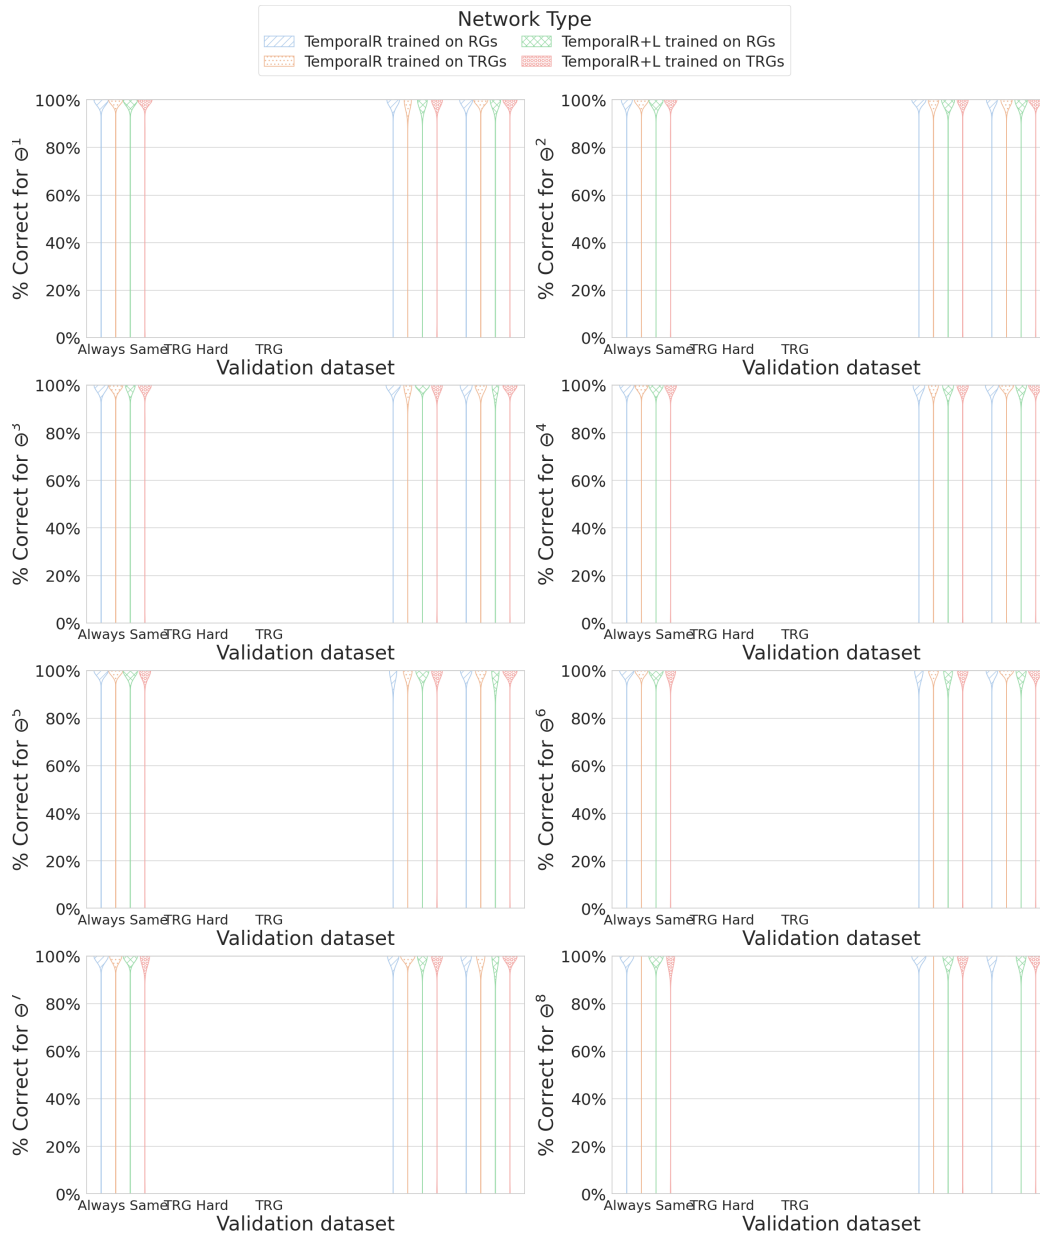 Network Type
TemporalR trained on RGs
TemporalR+L trained on RGs
TemporalR trained on TRGs
TemporalR+L trained on TRGs
100%
80%
60%
40%
20%
0%
% Correct for Θ¹
Always Same
TRG Hard
TRG
Validation dataset
100%
80%
60%
40%
20%
0%
% Correct for Θ²
Always Same
TRG Hard
TRG
Validation dataset
100%
80%
60%
40%
20%
0%
% Correct for Θ³
Always Same
TRG Hard
TRG
Validation dataset
100%
80%
60%
40%
20%
0%
% Correct for Θ⁴
Always Same
TRG Hard
TRG
Validation dataset
100%
80%
60%
40%
20%
0%
% Correct for Θ⁵
Always Same
TRG Hard
TRG
Validation dataset
100%
80%
60%
40%
20%
0%
% Correct for Θ⁶
Always Same
TRG Hard
TRG
Validation dataset
100%
80%
60%
40%
20%
0%
% Correct for Θ⁷
Always Same
TRG Hard
TRG
Validation dataset
100%
80%
60%
40%
20%
0%
% Correct for Θ⁸
Always Same
TRG Hard
TRG
Validation dataset